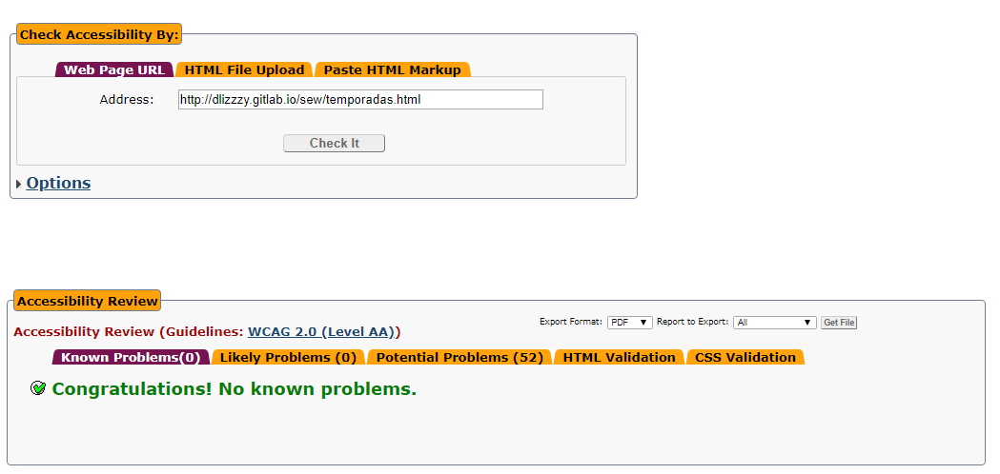 Check Accessibility By:
Web Page URL HTML File Upload Paste HTML Markup
Address: http://dlizzzy.gitlab.io/sew/temporadas.html
Check It
Options
Accessibility Review
Export Format: PDF Report to Export: All Get File
Accessibility Review (Guidelines: WCAG 2.0 (Level AA))
Known Problems(0) Likely Problems (0) Potential Problems (52) HTML Validation CSS Validation
Congratulations! No known problems.